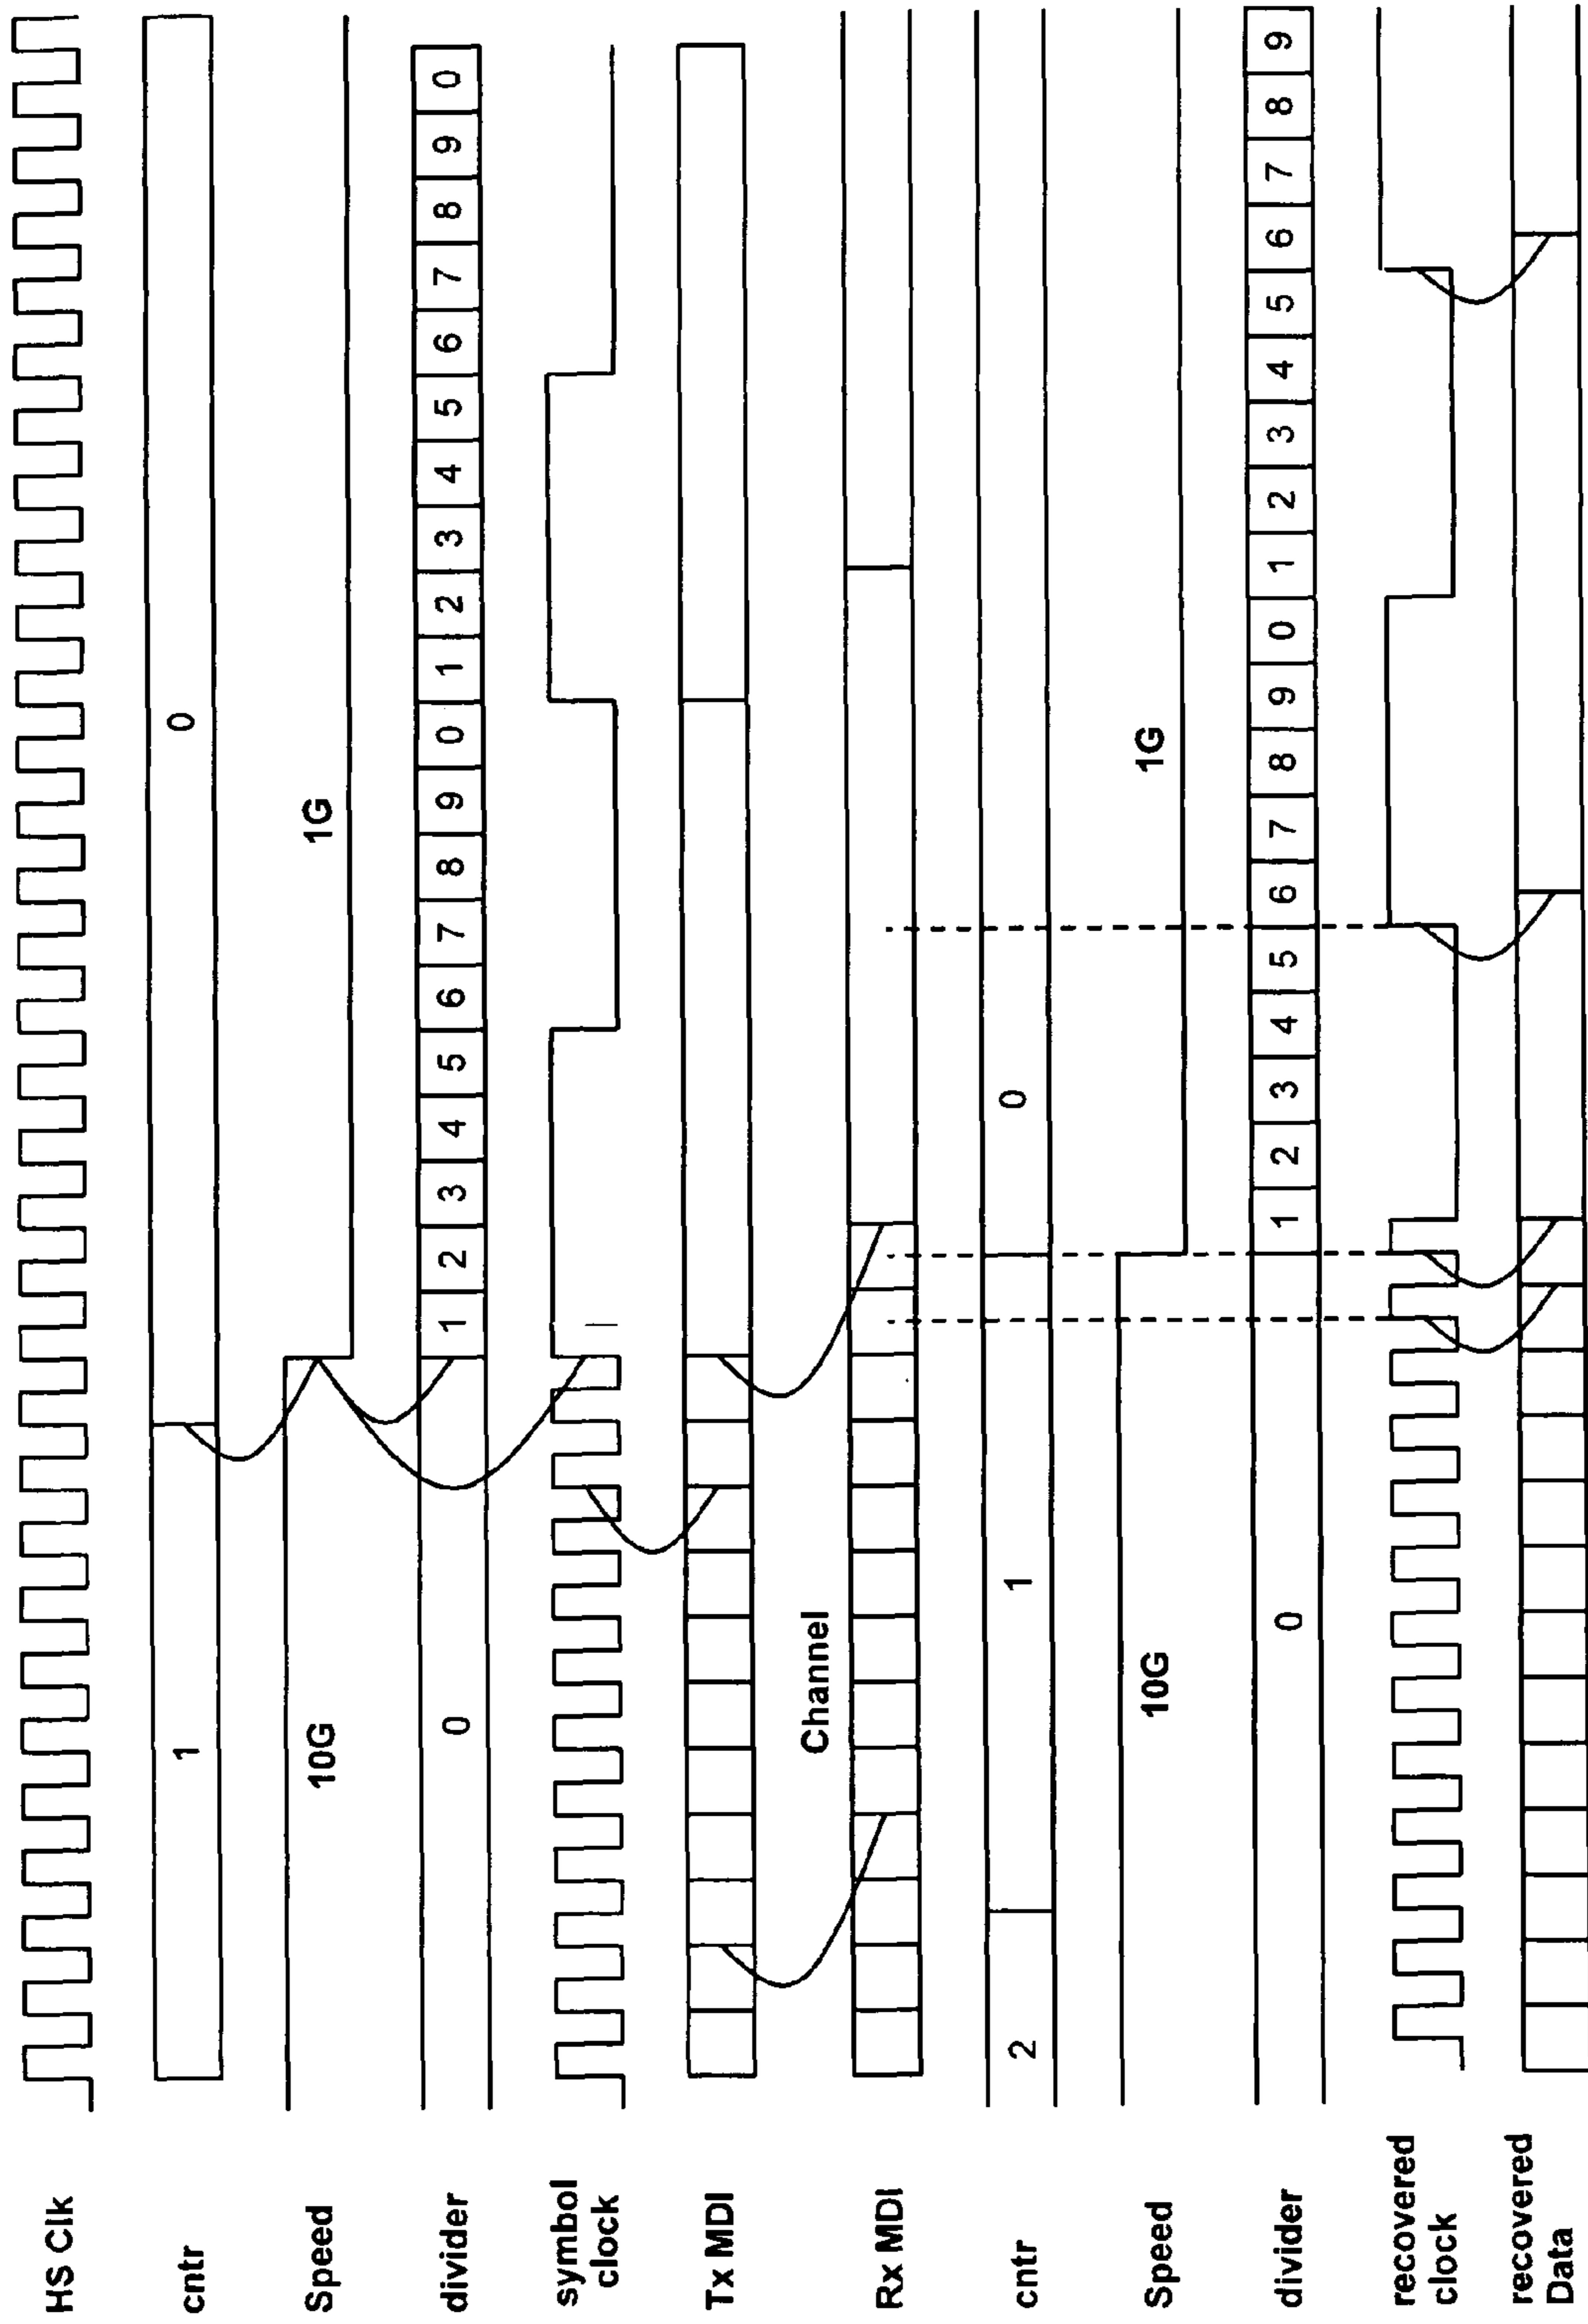 HS Clk
cntr
1
0
Speed
10G
1G
divider
0
1 2 3 4 5 6 7 8 9 0 1 2 3 4 5 6 7 8 9 0
symbol
clock
Tx MDI
Channel
Rx MDI
cntr
2
1
0
Speed
10G
1G
divider
0
1 2 3 4 5 6 7 8 9 0 1 2 3 4 5 6 7 8 9
recovered
clock
recovered
Data